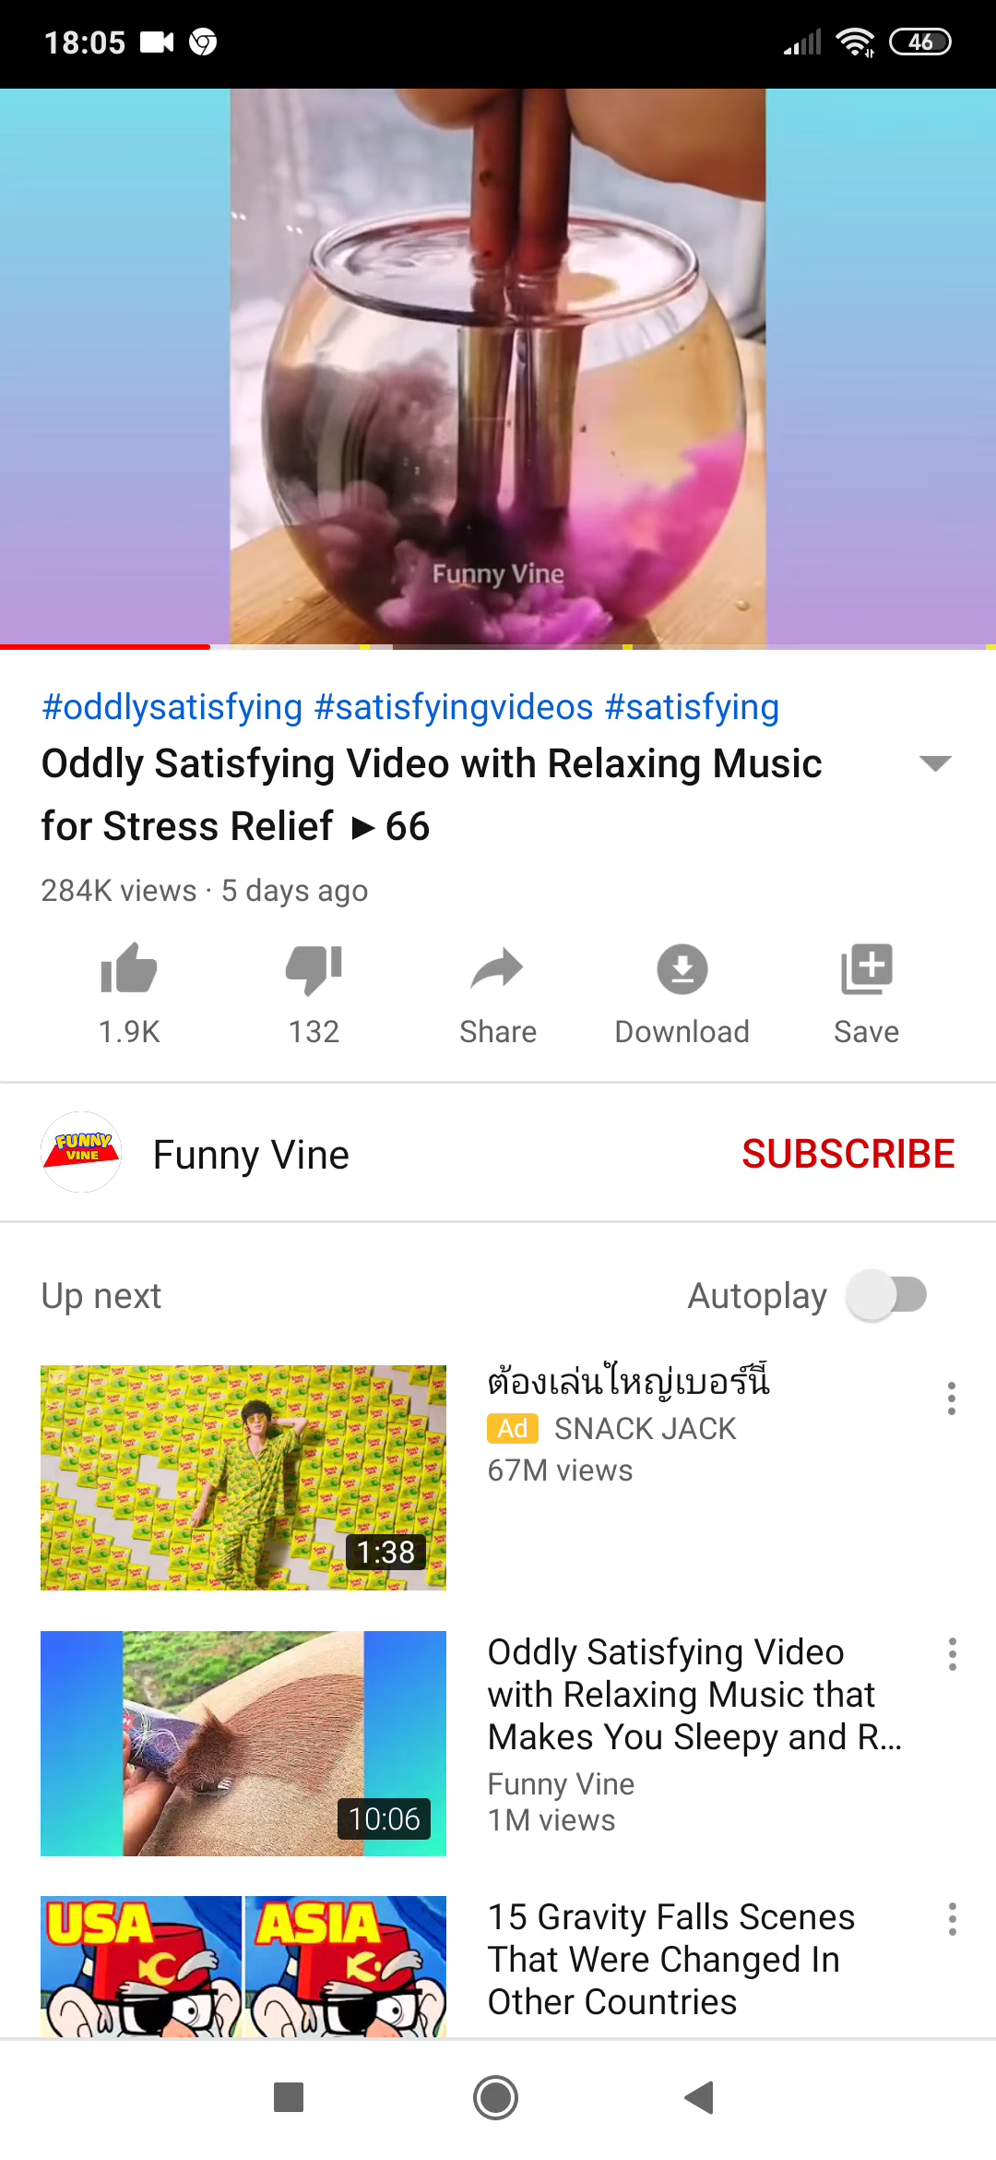 18:05
46
Funny Vine
#oddlysatisfying #satisfyingvideos #satisfying
Oddly Satisfying Video with Relaxing Music
for Stress Relief ►66
284K views · 5 days ago
1.9K
132
Share
Download
Save
FUNNY
VINE
Funny Vine
SUBSCRIBE
Up next
Autoplay
ต้องเล่นใหญ่เบอร์นี้
Ad SNACK JACK
67M views
1:38
Oddly Satisfying Video
with Relaxing Music that
Makes You Sleepy and R...
Funny Vine
1M views
10:06
USA
ASIA
15 Gravity Falls Scenes
That Were Changed In
Other Countries